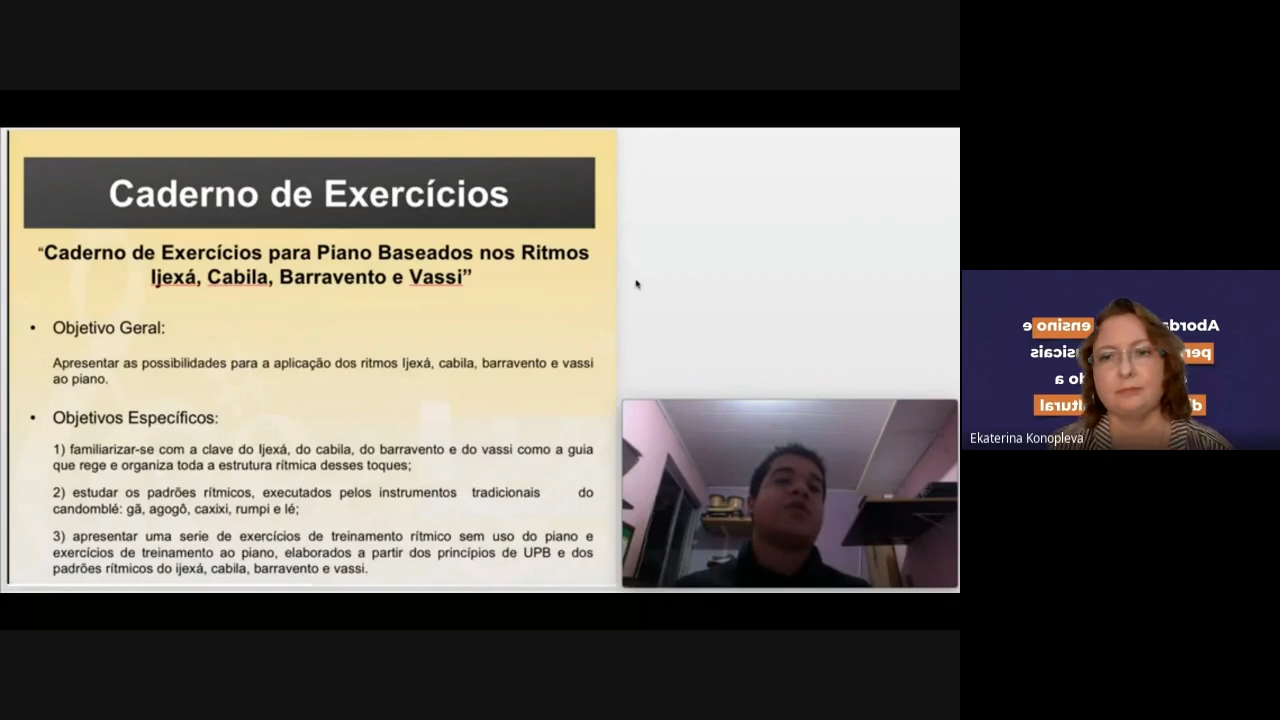 Caderno de Exercícios
“Caderno de Exercícios para Piano Baseados nos Ritmos
Ijexá, Cabila, Barravento e Vassi”
• Objetivo Geral:
Apresentar as possibilidades para a aplicação dos ritmos Ijexá, cabila, barravento e vassi
ao piano.
• Objetivos Específicos:
1) familiarizar-se com a clave do Ijexá, do cabila, do barravento e do vassi como a guia
que rege e organiza toda a estrutura rítmica desses toques;
2) estudar os padrões rítmicos, executados pelos instrumentos tradicionais do
candomblé: gã, agogô, caxixi, rumpi e lé;
3) apresentar uma serie de exercícios de treinamento rítmico sem uso do piano e
exercícios de treinamento ao piano, elaborados a partir dos princípios de UPB e dos
padrões rítmicos do ijexá, cabila, barravento e vassi.
ensino e
a
Ekaterina Konopleva